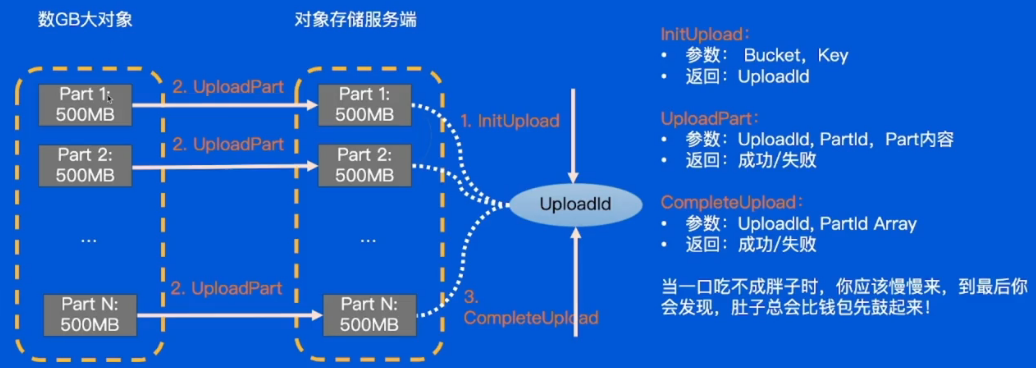 数GB大对象
对象存储服务端
Part 1:
500MB
2. UploadPart
Part 1:
500MB
Part 2:
500MB
2. UploadPart
Part 2:
500MB
...
...
Part N:
500MB
2. UploadPart
Part N:
500MB
1. InitUpload
UploadId
3.
CompleteUpload
InitUpload：
• 参数： Bucket，Key
• 返回：UploadId
UploadPart：
• 参数：UploadId, PartId，Part内容
• 返回：成功/失败
CompleteUpload：
• 参数：UploadId, PartId Array
• 返回：成功/失败
当一口吃不成胖子时，你应该慢慢来，到最后你
会发现，肚子总会比钱包先鼓起来！